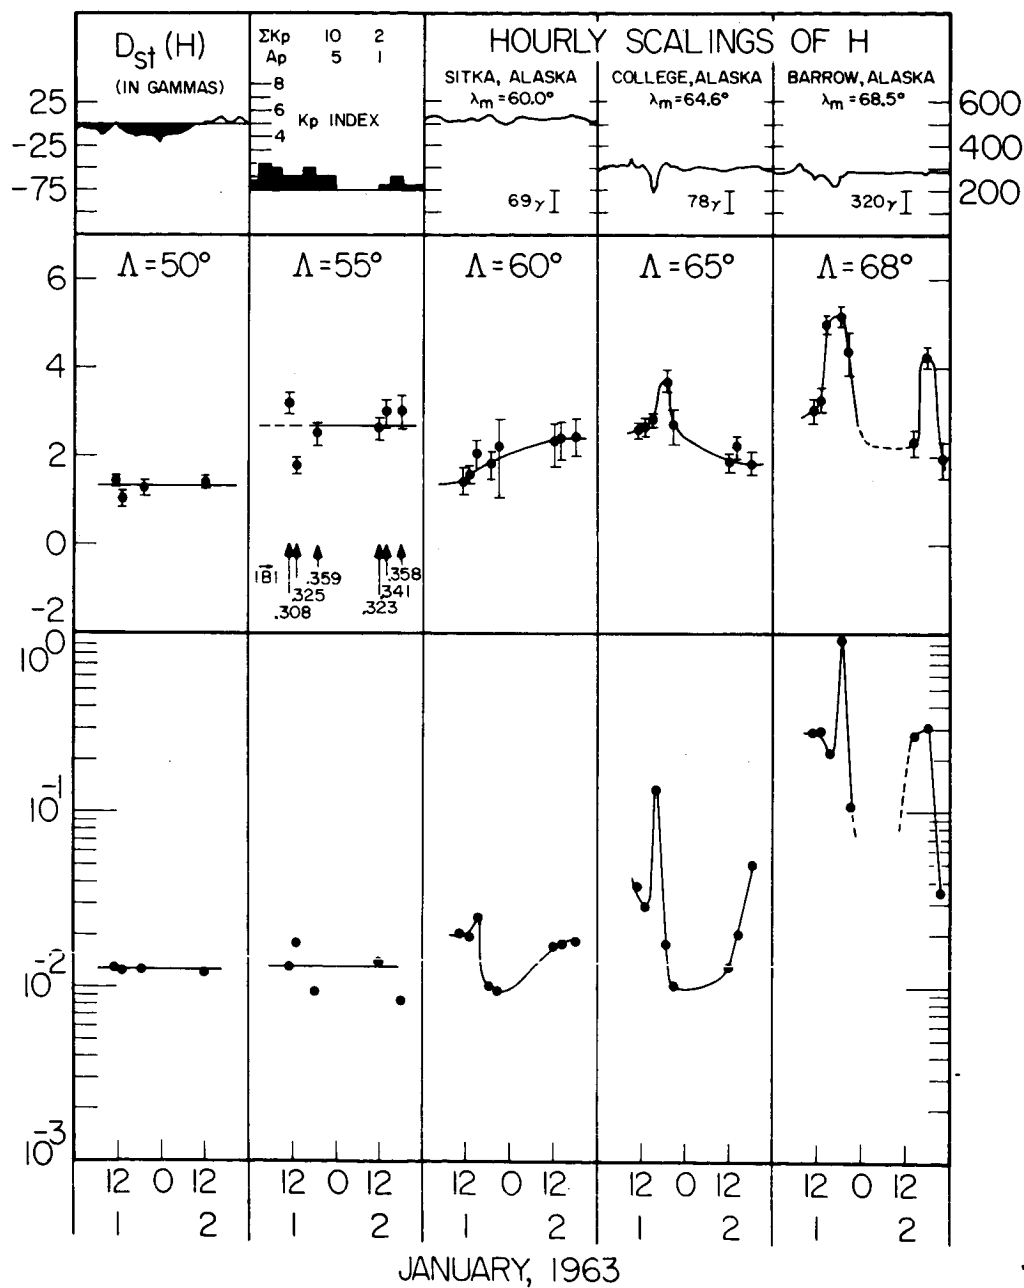 Dst (H)
(IN GAMMAS)
ΣKp 10 2
Ap 5 1
8
6
4
Kp INDEX
HOURLY SCALINGS OF H
SITKA, ALASKA
λm=60.0°
COLLEGE, ALASKA
λm=64.6°
BARROW, ALASKA
λm=68.5°
25
-25
-75
600
400
200
69γ
78γ
320γ
Λ=50°
Λ=55°
Λ=60°
Λ=65°
Λ=68°
6
4
2
0
-2
|B⃗|
.359
.358
.325
.341
.308
.323
10⁰
10⁻¹
10⁻²
10⁻³
12 0 12
12 0 12
12 0 12
12 0 12
12 0 12
1 2
1 2
1 2
1 2
1 2
JANUARY, 1963